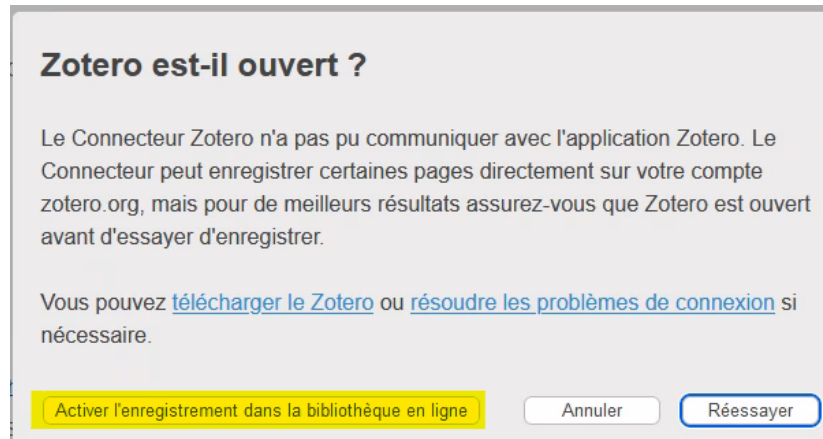 Zotero est-il ouvert ?
Le Connecteur Zotero n'a pas pu communiquer avec l'application Zotero. Le
Connecteur peut enregistrer certaines pages directement sur votre compte
zotero.org, mais pour de meilleurs résultats assurez-vous que Zotero est ouvert
avant d'essayer d'enregistrer.
Vous pouvez télécharger le Zotero ou résoudre les problèmes de connexion si
nécessaire.
Activer l'enregistrement dans la bibliothèque en ligne Annuler Réessayer